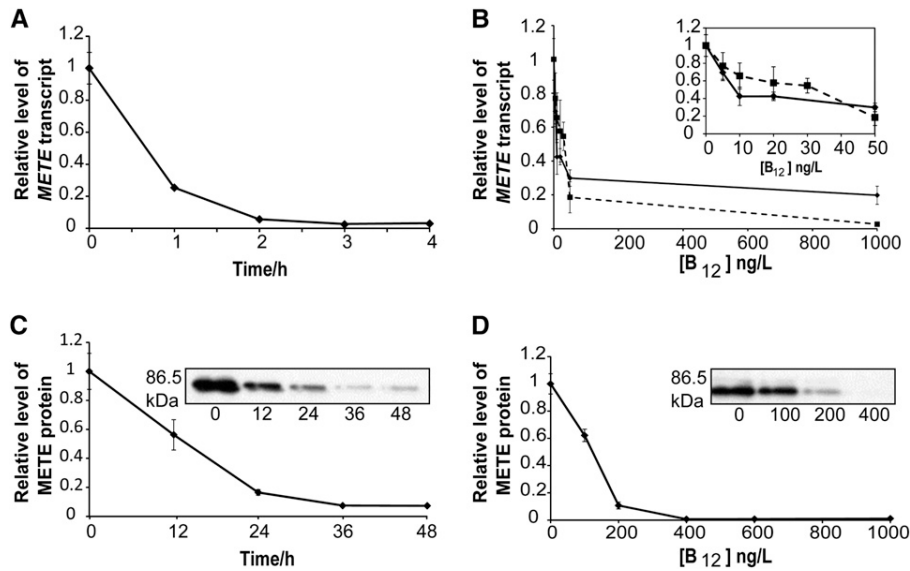 A
Relative level of
METE transcript
1.2
1
0.8
0.6
0.4
0.2
0
0 1 2 3 4
Time/h
B
Relative level of
METE transcript
1.2
1
0.8
0.6
0.4
0.2
0
0 200 400 600 800 1000
[B12] ng/L
1.2
1
0.8
0.6
0.4
0.2
0
0 10 20 30 40 50
[B12] ng/L
C
Relative level of
METE protein
1.2
1
0.8
0.6
0.4
0.2
0
0 12 24 36 48
Time/h
86.5
kDa
0 12 24 36 48
D
Relative level of
METE protein
1.2
1
0.8
0.6
0.4
0.2
0
0 200 400 600 800 1000
[B12] ng/L
86.5
kDa
0 100 200 400